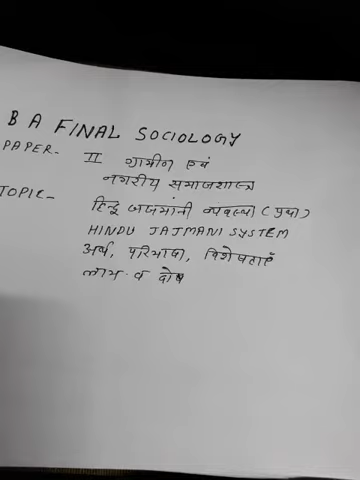 B A FINAL SOCIOLOGY
PAPER- II ग्रामीण एवं
नगरीय समाजशास्त्र
TOPIC- हिन्दू जजमानी व्यवस्था (प्रथा)
HINDU JAJMANI SYSTEM
अर्थ, परिभाषा, विशेषताएँ
लाभ व दोष